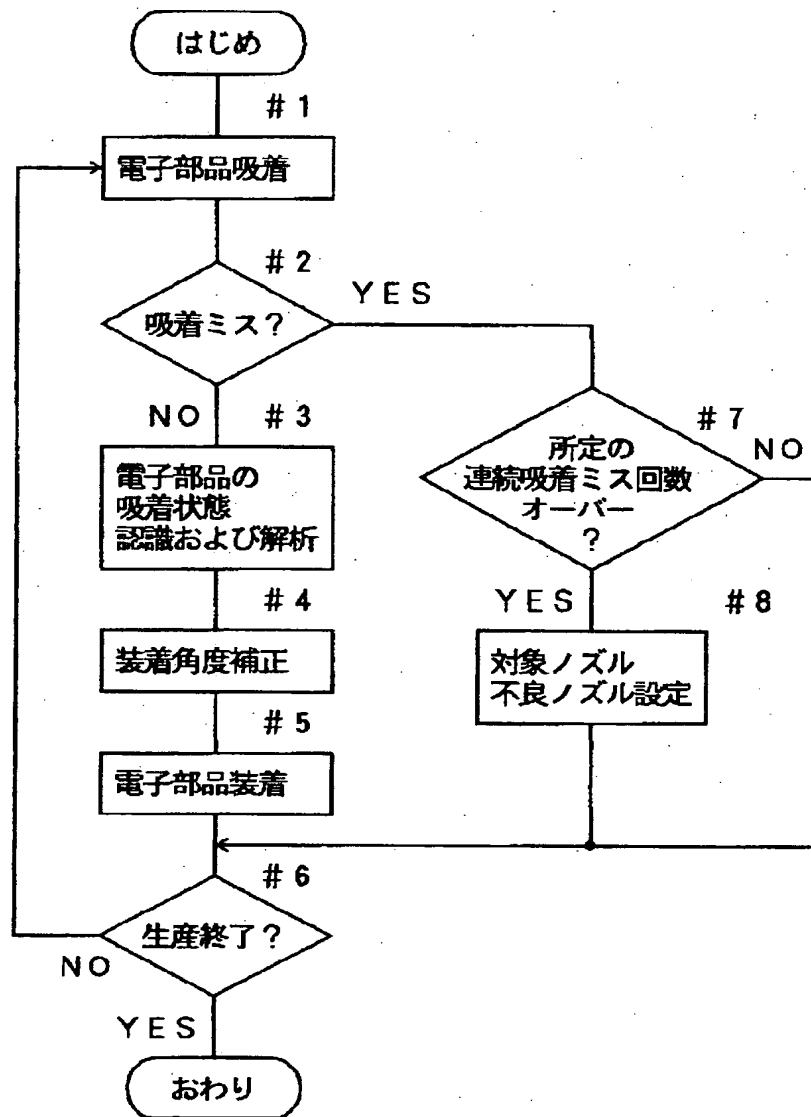 はじめ
#1
電子部品吸着
#2
吸着ミス?
YES
NO
#3
電子部品の
吸着状態
認識および解析
#7
所定の
連続吸着ミス回数
オーバー
?
NO
#4
装着角度補正
YES
#8
対象ノズル
不良ノズル設定
#5
電子部品装着
#6
生産終了?
NO
YES
おわり